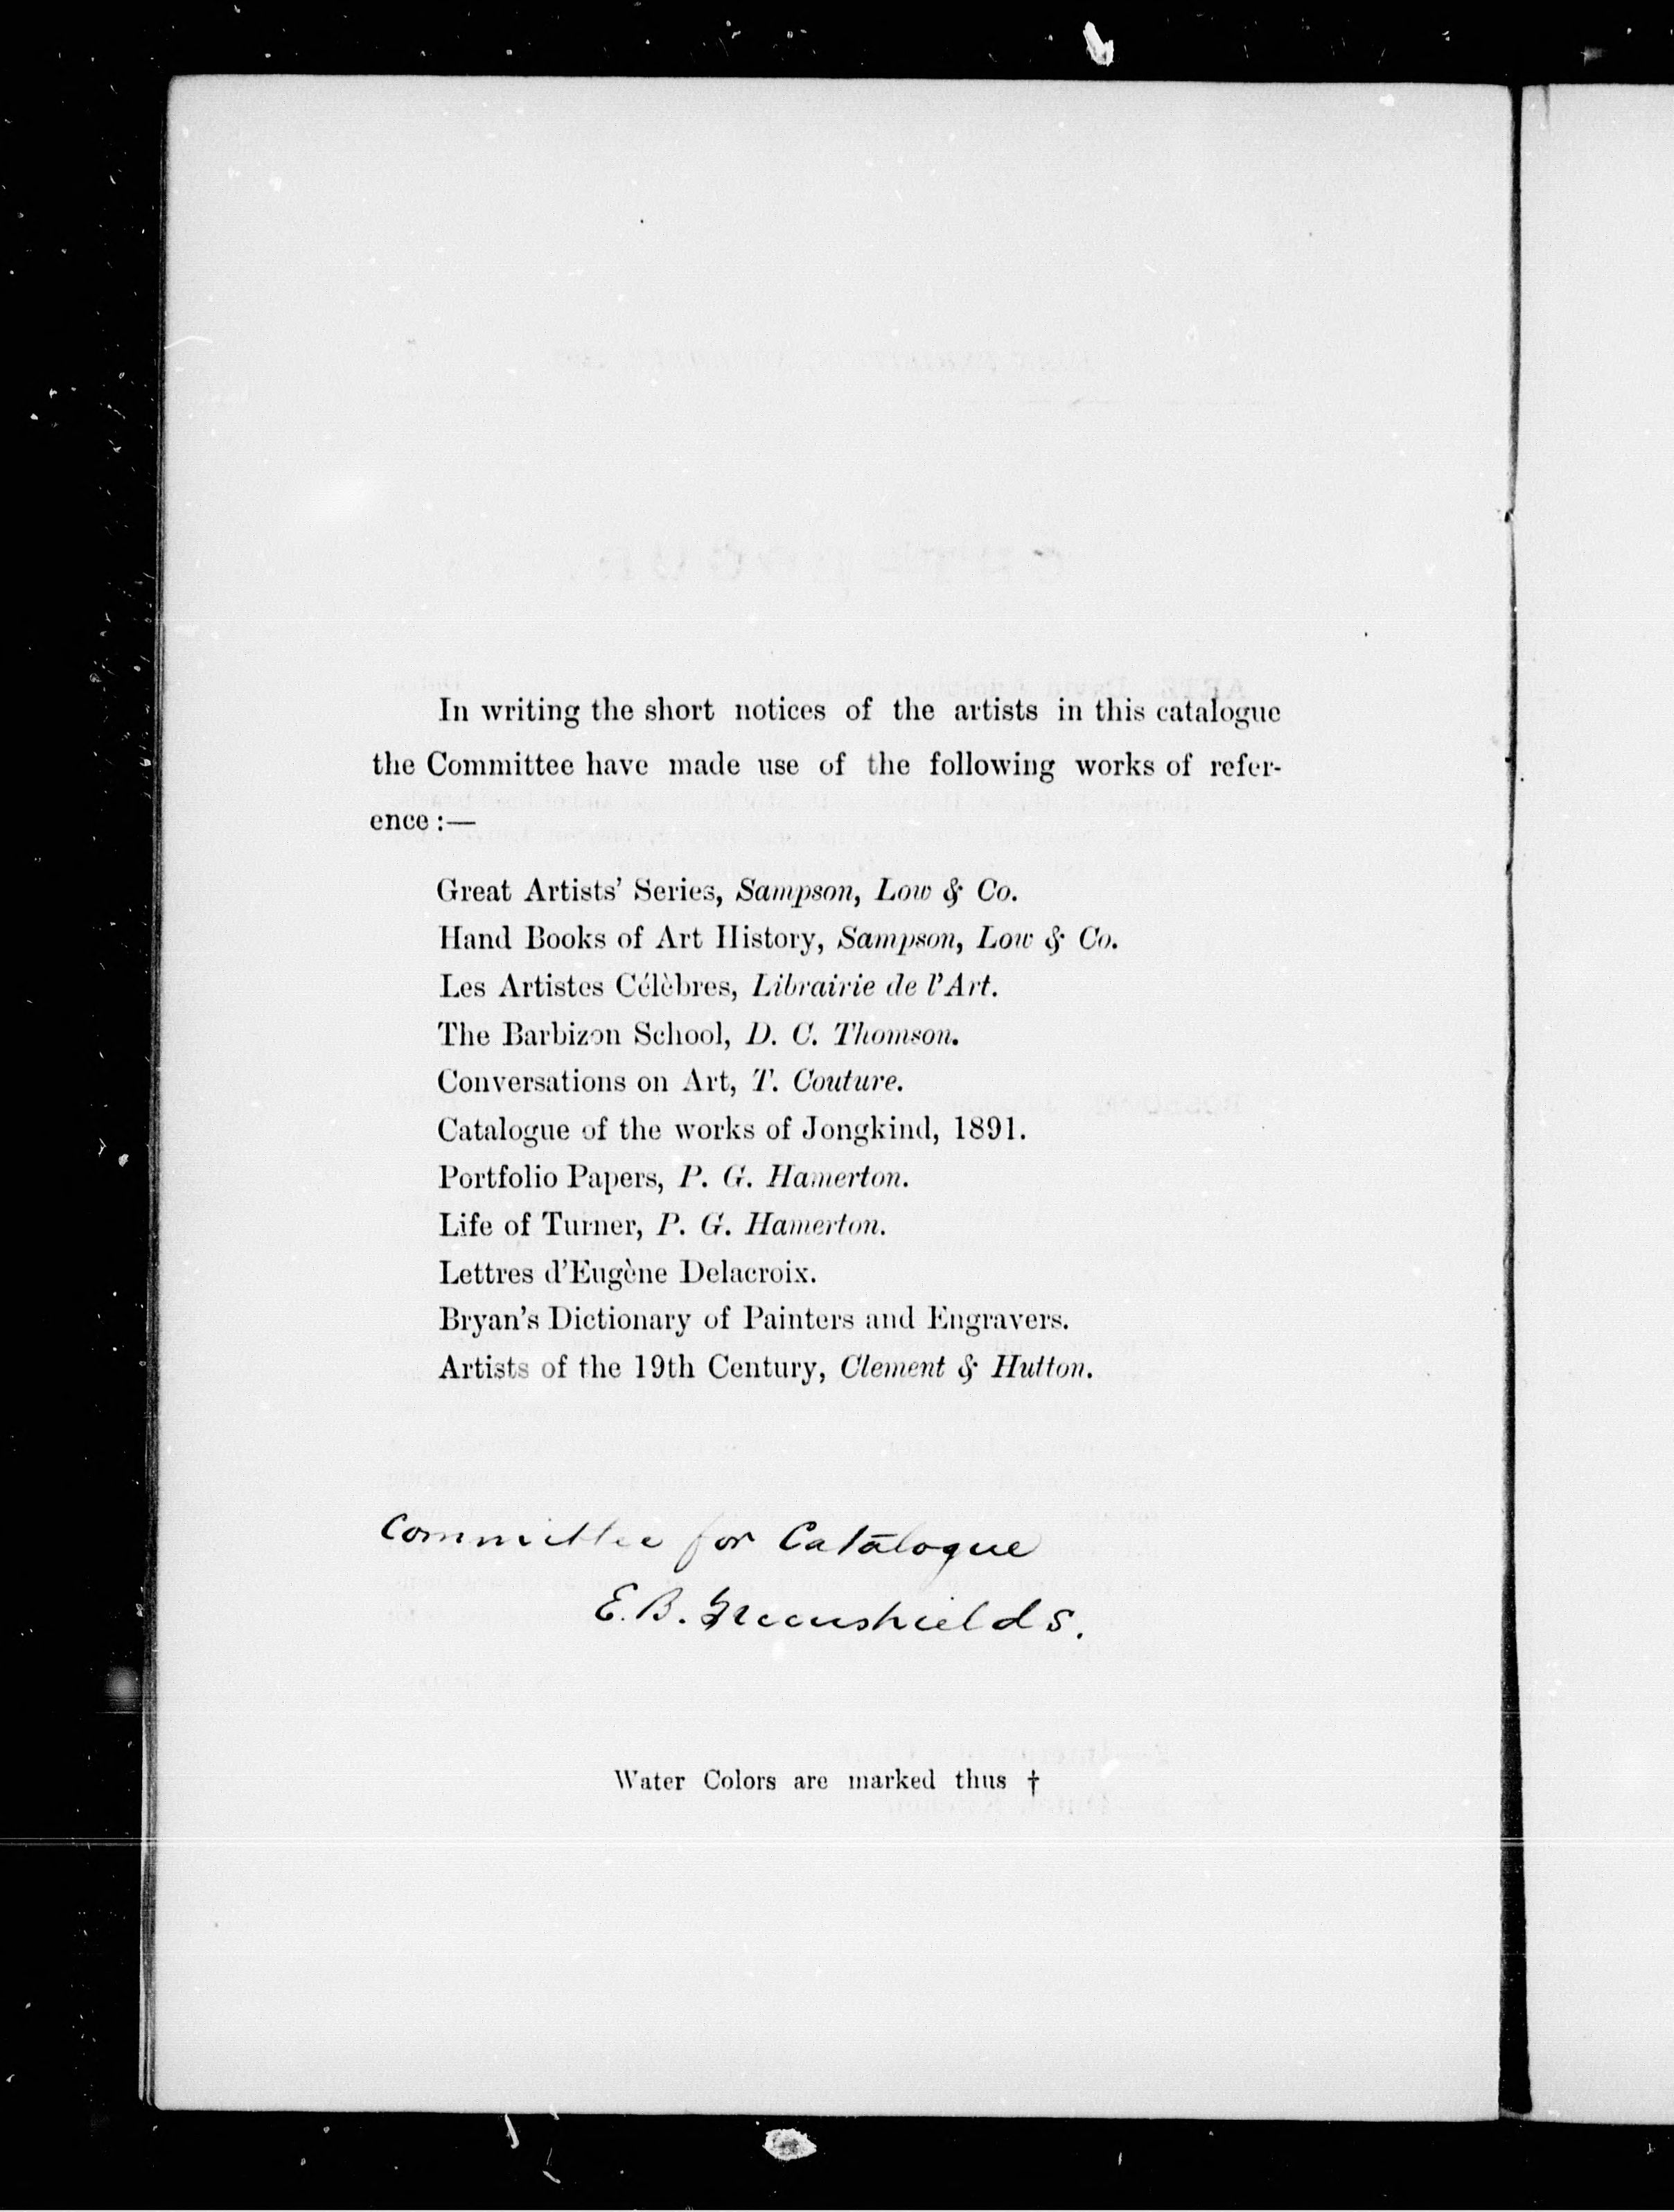 In writing the short notices of the artists in this catalogue
the Committee have made use of the following works of refer-
ence :—
Great Artists' Series, Sampson, Low & Co.
Hand Books of Art History, Sampson, Low & Co.
Les Artistes Célèbres, Librairie de l'Art.
The Barbizon School, D. C. Thomson.
Conversations on Art, T. Couture.
Catalogue of the works of Jongkind, 1891.
Portfolio Papers, P. G. Hamerton.
Life of Turner, P. G. Hamerton.
Lettres d'Eugène Delacroix.
Bryan's Dictionary of Painters and Engravers.
Artists of the 19th Century, Clement & Hutton.
Committee for Catalogue
E. B. Greenshields.
Water Colors are marked thus †